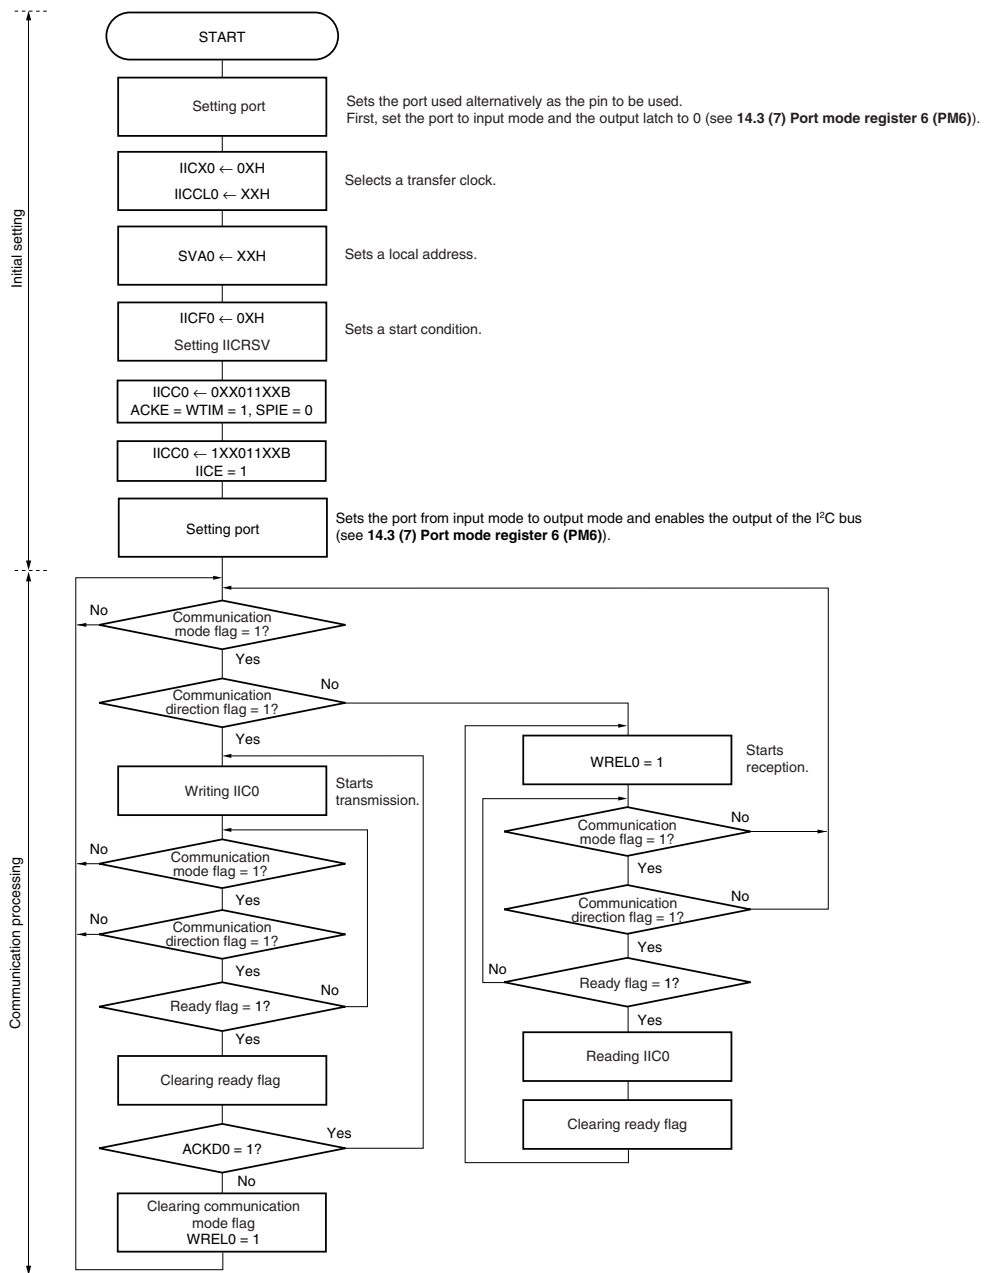 START
Setting port
Sets the port used alternatively as the pin to be used.
First, set the port to input mode and the output latch to 0 (see 14.3 (7) Port mode register 6 (PM6)).
IICX0 ← 0XH
IICCL0 ← XXH
Selects a transfer clock.
SVA0 ← XXH
Sets a local address.
IICF0 ← 0XH
Setting IICRSV
Sets a start condition.
IICC0 ← 0XX011XXB
ACKE = WTIM = 1, SPIE = 0
IICC0 ← 1XX011XXB
IICE = 1
Setting port
Sets the port from input mode to output mode and enables the output of the I²C bus
(see 14.3 (7) Port mode register 6 (PM6)).
Initial setting
Communication processing
No
Communication
mode flag = 1?
Yes
Communication
direction flag = 1?
No
Yes
Writing IIC0
Starts
transmission.
No
Communication
mode flag = 1?
Yes
No
Communication
direction flag = 1?
Yes
Ready flag = 1?
No
Yes
Clearing ready flag
ACKD0 = 1?
Yes
No
Clearing communication
mode flag
WREL0 = 1
WREL0 = 1
Starts
reception.
Communication
mode flag = 1?
No
Yes
Communication
direction flag = 1?
No
Yes
No
Ready flag = 1?
Yes
Reading IIC0
Clearing ready flag